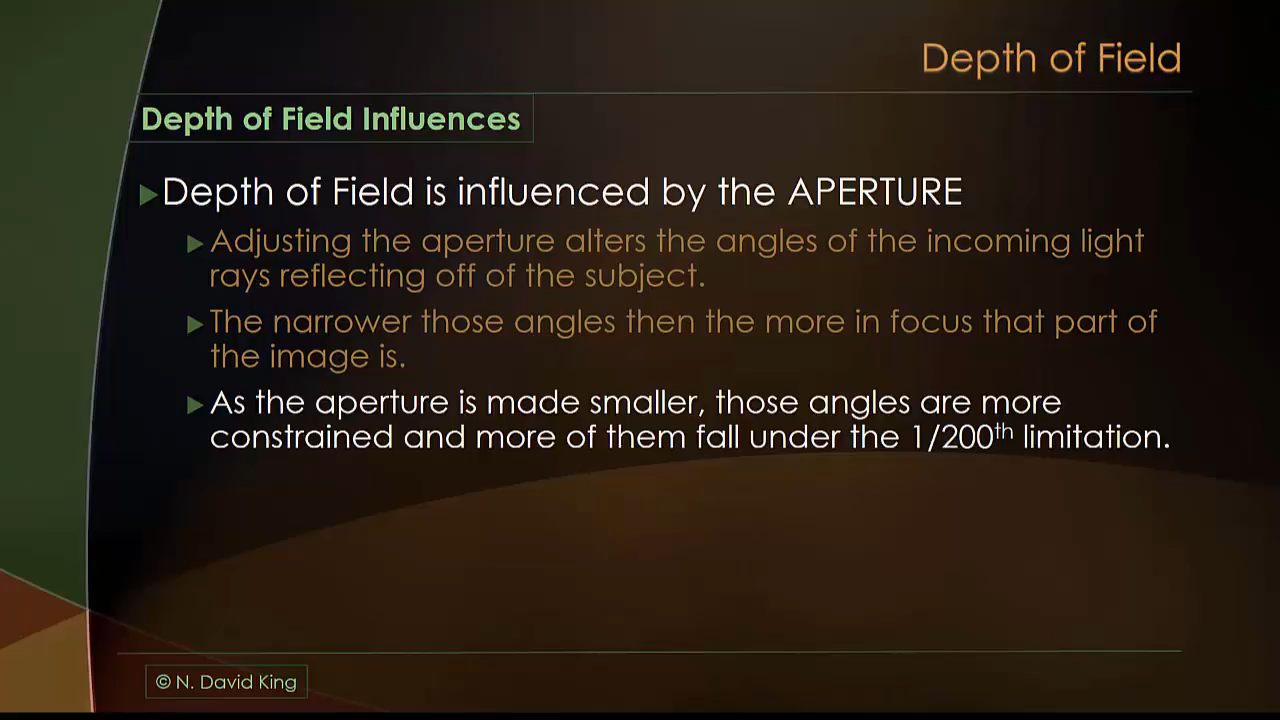 Depth of Field
Depth of Field Influences
Depth of Field is influenced by the APERTURE
Adjusting the aperture alters the angles of the incoming light
rays reflecting off of the subject.
The narrower those angles then the more in focus that part of
the image is.
As the aperture is made smaller, those angles are more
constrained and more of them fall under the 1/200th limitation.
© N. David King